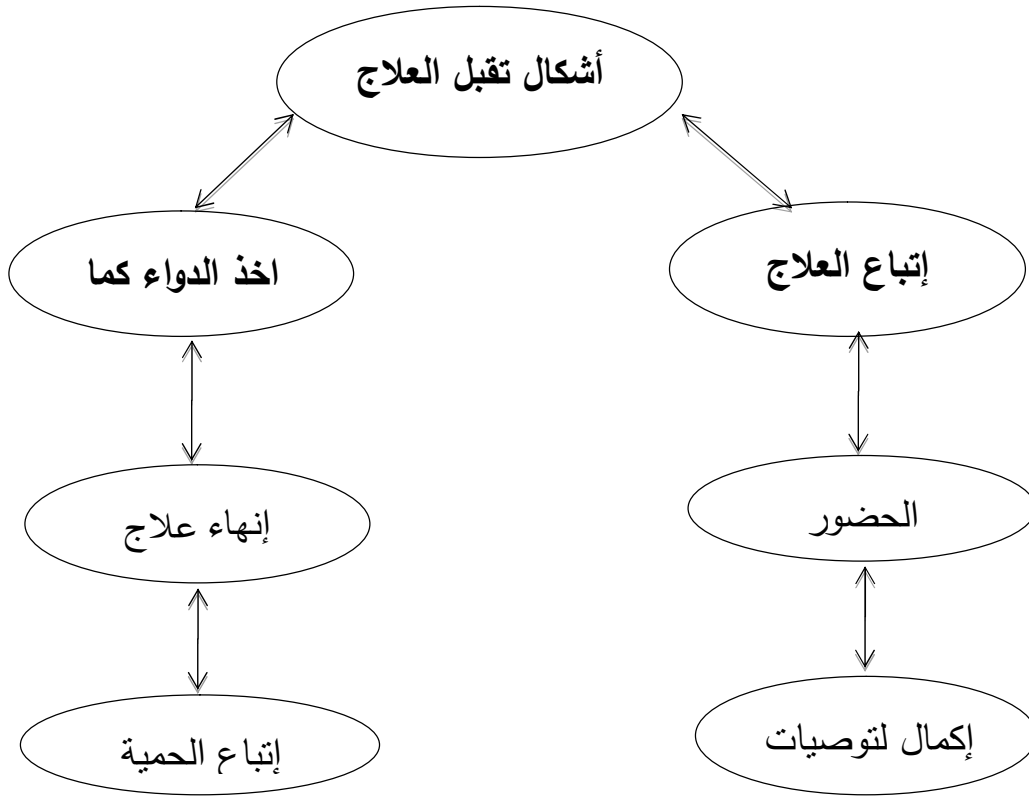 أشكال تقبل العلاج
إتباع العلاج
اخذ الدواء كما
الحضور
إنهاء علاج
إكمال لتوصيات
إتباع الحمية